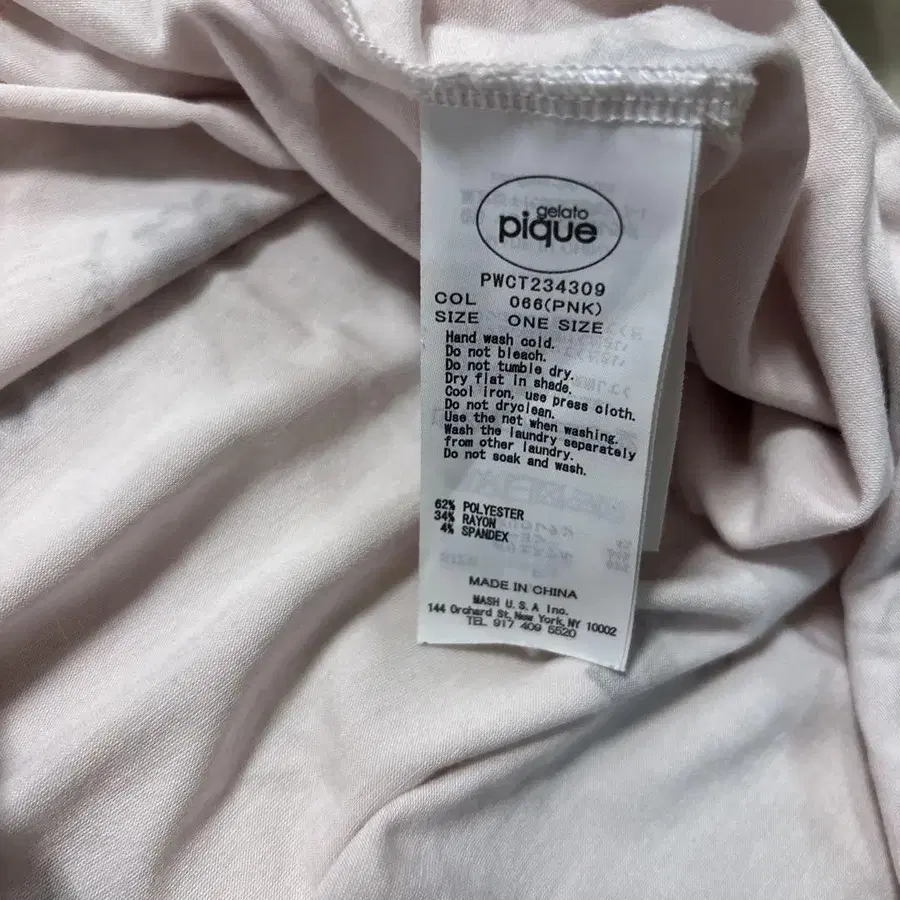 gelato
pique
PWCT234309
COL 066(PNK)
SIZE ONE SIZE
Hand wash cold.
Do not bleach.
Do not tumble dry.
Dry flat in shade.
Cool iron, use press cloth.
Do not dryclean.
Use the net when washing.
Wash the laundry separately
from other laundry.
Do not soak and wash.
62% POLYESTER
34% RAYON
4% SPANDEX
MADE IN CHINA
MASH U.S.A Inc.
144 Orchard St, New York, NY 10002
TEL 917 409 5520